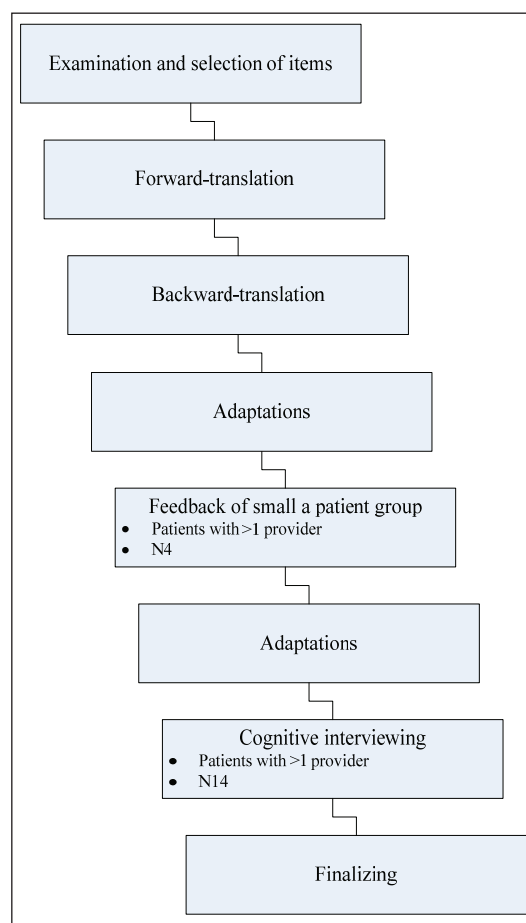 Examination and selection of items
Forward-translation
Backward-translation
Adaptations
Feedback of small a patient group
• Patients with >1 provider
• N4
Adaptations
Cognitive interviewing
• Patients with >1 provider
• N14
Finalizing